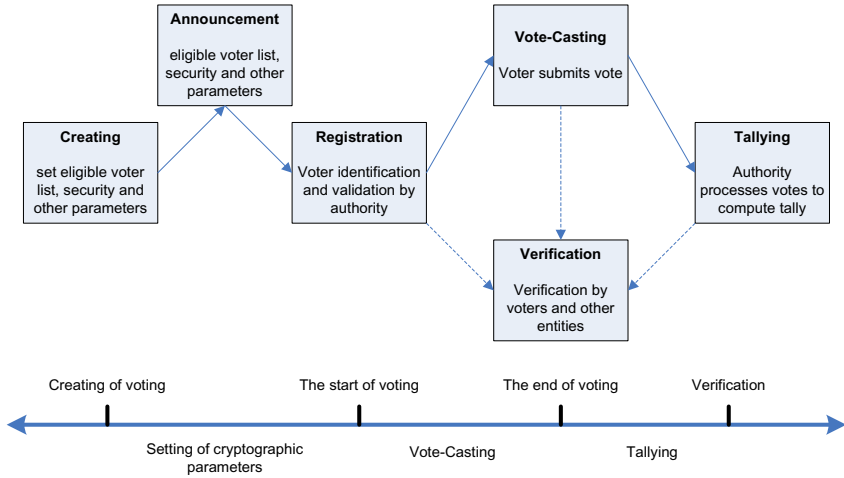 Announcement
eligible voter list,
security and other
parameters
Vote-Casting
Voter submits vote
Creating
set eligible voter
list, security and
other parameters
Registration
Voter identification
and validation by
authority
Tallying
Authority
processes votes to
compute tally
Verification
Verification by
voters and other
entities
Creating of voting
The start of voting
The end of voting
Verification
Setting of cryptographic
parameters
Vote-Casting
Tallying